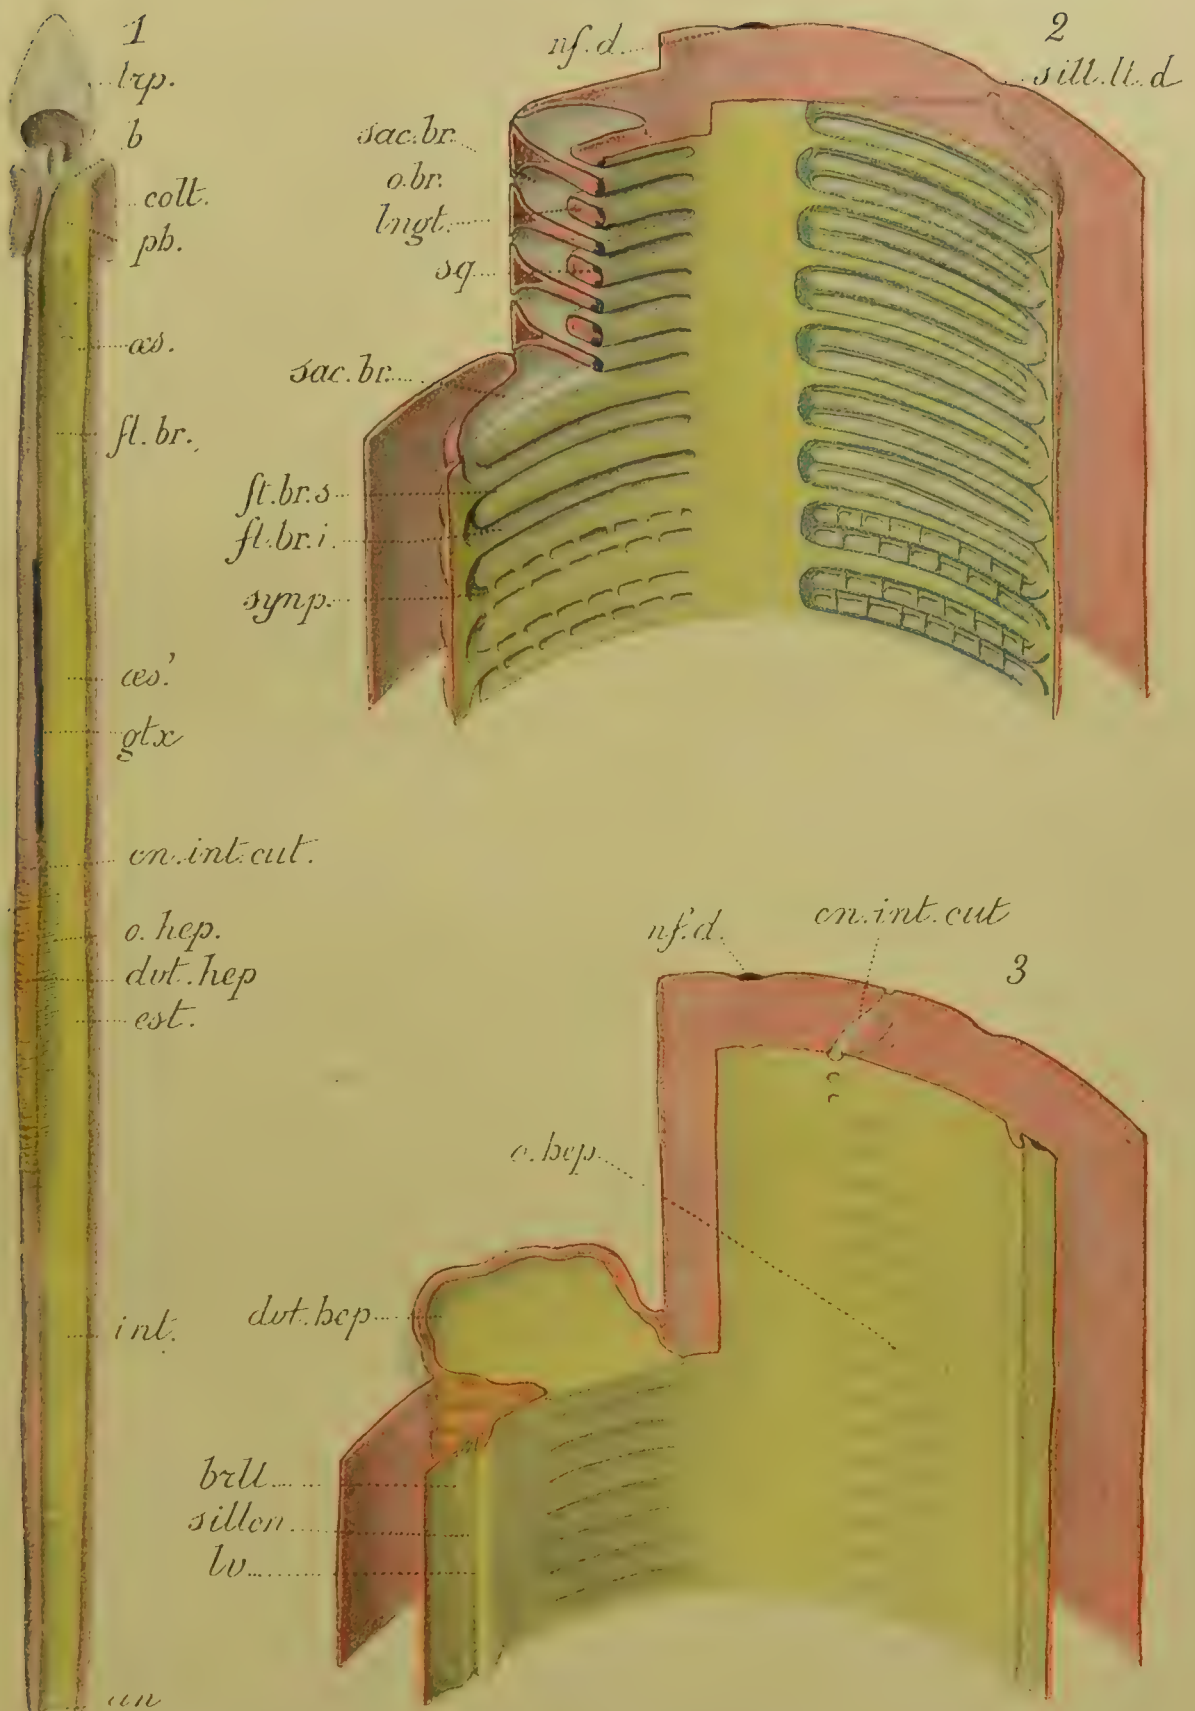 1
trp.
b
colt.
ph.
œs.
fl.br.
œs'
gtx
cn.int.cut.
o.hep.
dvt.hep
est.
int.
an
2
nf.d.
sill.lt.d
sac.br.
o.br.
lngt.
sq
sac.br.
ft.br.s
fl.br.i
symp.
3
nf.d.
cn.int.cut
o.hep
dvt.hep
brll
sillon
lv